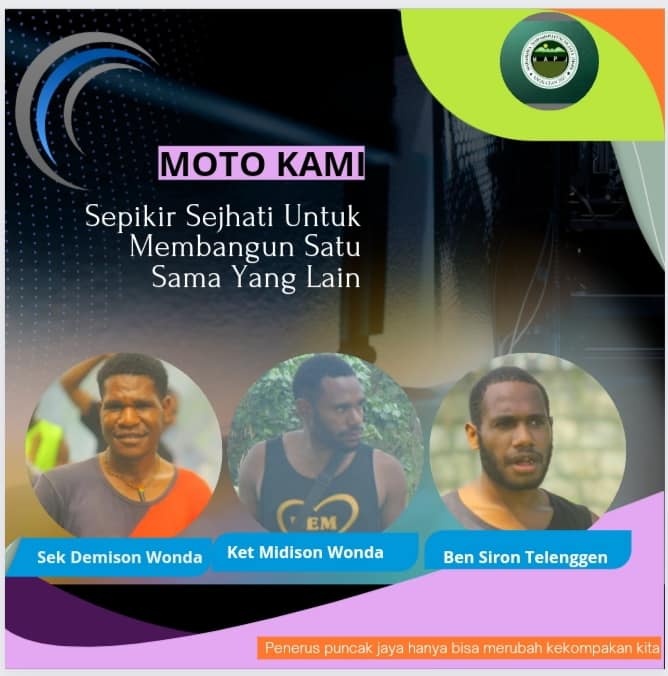 MAPJ
MOTO KAMI
Sepikir Sejhati Untuk
Membangun Satu
Sama Yang Lain
EM
Sek Demison Wonda
Ket Midison Wonda
Ben Siron Telenggen
Penerus puncak jaya hanya bisa merubah kekompakan kita